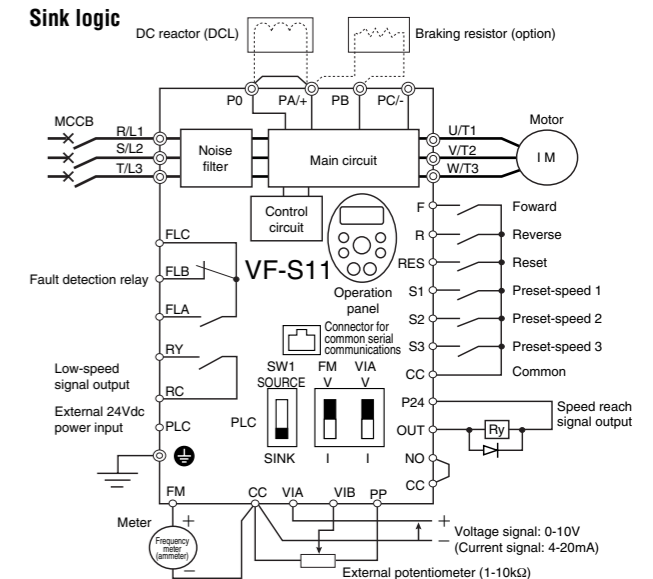 Sink logic
DC reactor (DCL)
Braking resistor (option)
P0
PA/+
PB
PC/-
MCCB
Motor
R/L1
S/L2
T/L3
Noise
filter
Main circuit
U/T1
V/T2
W/T3
I M
Control
circuit
F
Foward
R
Reverse
RES
Reset
S1
Preset-speed 1
S2
Preset-speed 2
S3
Preset-speed 3
CC
Common
FLC
FLB
Fault detection relay
FLA
VF-S11
Operation
panel
Connector for
common serial
communications
RY
Low-speed
signal output
RC
External 24Vdc
power input
PLC
SW1
SOURCE
PLC
SINK
FM
V
I
VIA
V
I
P24
Speed reach
signal output
OUT
Ry
NO
CC
FM
CC
VIA
VIB
PP
Meter
+
Frequency
meter
(ammeter)
−
+
−
Voltage signal: 0-10V
(Current signal: 4-20mA)
External potentiometer (1-10kΩ)